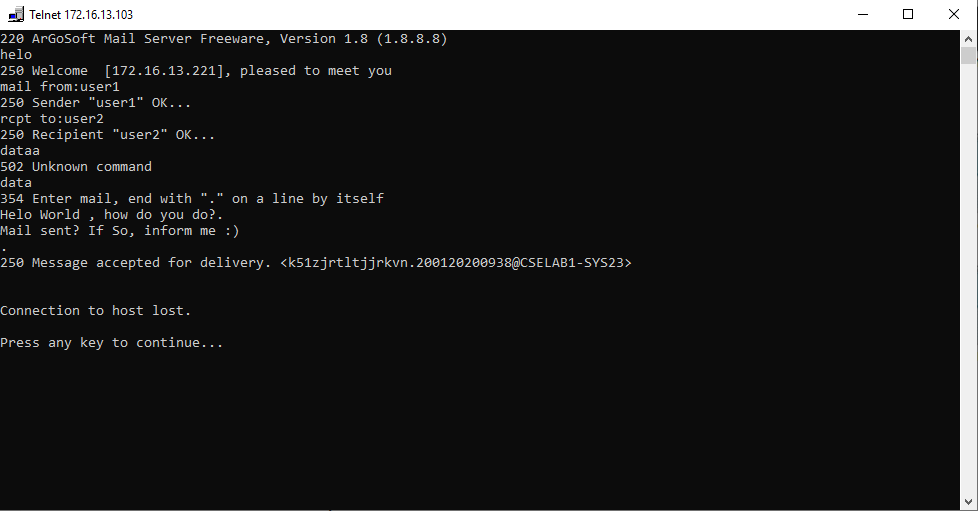 Telnet 172.16.13.103
220 ArGoSoft Mail Server Freeware, Version 1.8 (1.8.8.8)
helo
250 Welcome  [172.16.13.221], pleased to meet you
mail from:user1
250 Sender "user1" OK...
rcpt to:user2
250 Recipient "user2" OK...
dataa
502 Unknown command
data
354 Enter mail, end with "." on a line by itself
Helo World , how do you do?.
Mail sent? If So, inform me :)
.
250 Message accepted for delivery. <k51zjrtltjjrkvn.200120200938@CSELAB1-SYS23>
Connection to host lost.
Press any key to continue...